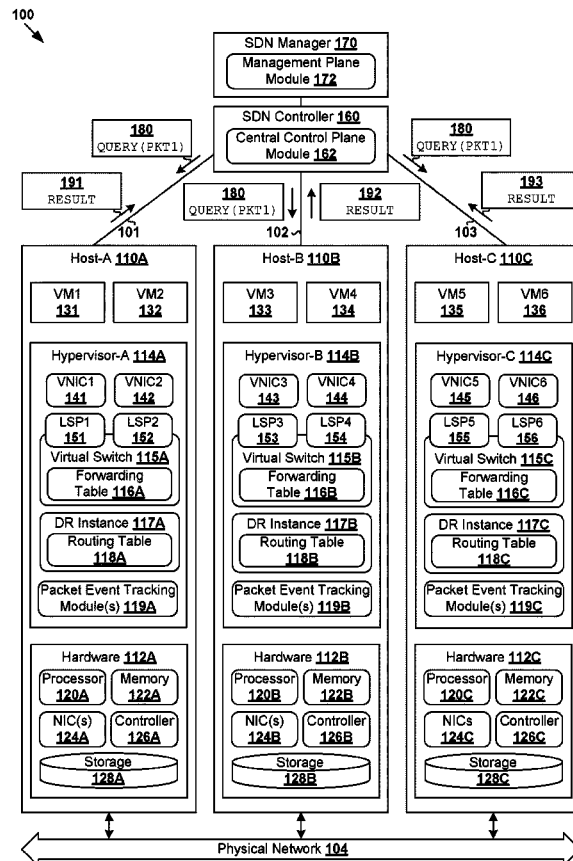 100
SDN Manager 170
Management Plane
Module 172
SDN Controller 160
Central Control Plane
Module 162
180
QUERY(PKT1)
180
QUERY(PKT1)
191
RESULT
180
QUERY(PKT1)
192
RESULT
193
RESULT
101
102
103
Host-A 110A
VM1
131
VM2
132
Hypervisor-A 114A
VNIC1
141
VNIC2
142
LSP1
151
LSP2
152
Virtual Switch 115A
Forwarding
Table 116A
DR Instance 117A
Routing Table
118A
Packet Event Tracking
Module(s) 119A
Hardware 112A
Processor
120A
Memory
122A
NIC(s)
124A
Controller
126A
Storage
128A
Host-B 110B
VM3
133
VM4
134
Hypervisor-B 114B
VNIC3
143
VNIC4
144
LSP3
153
LSP4
154
Virtual Switch 115B
Forwarding
Table 116B
DR Instance 117B
Routing Table
118B
Packet Event Tracking
Module(s) 119B
Hardware 112B
Processor
120B
Memory
122B
NIC(s)
124B
Controller
126B
Storage
128B
Host-C 110C
VM5
135
VM6
136
Hypervisor-C 114C
VNIC5
145
VNIC6
146
LSP5
155
LSP6
156
Virtual Switch 115C
Forwarding
Table 116C
DR Instance 117C
Routing Table
118C
Packet Event Tracking
Module(s) 119C
Hardware 112C
Processor
120C
Memory
122C
NICs
124C
Controller
126C
Storage
128C
Physical Network 104